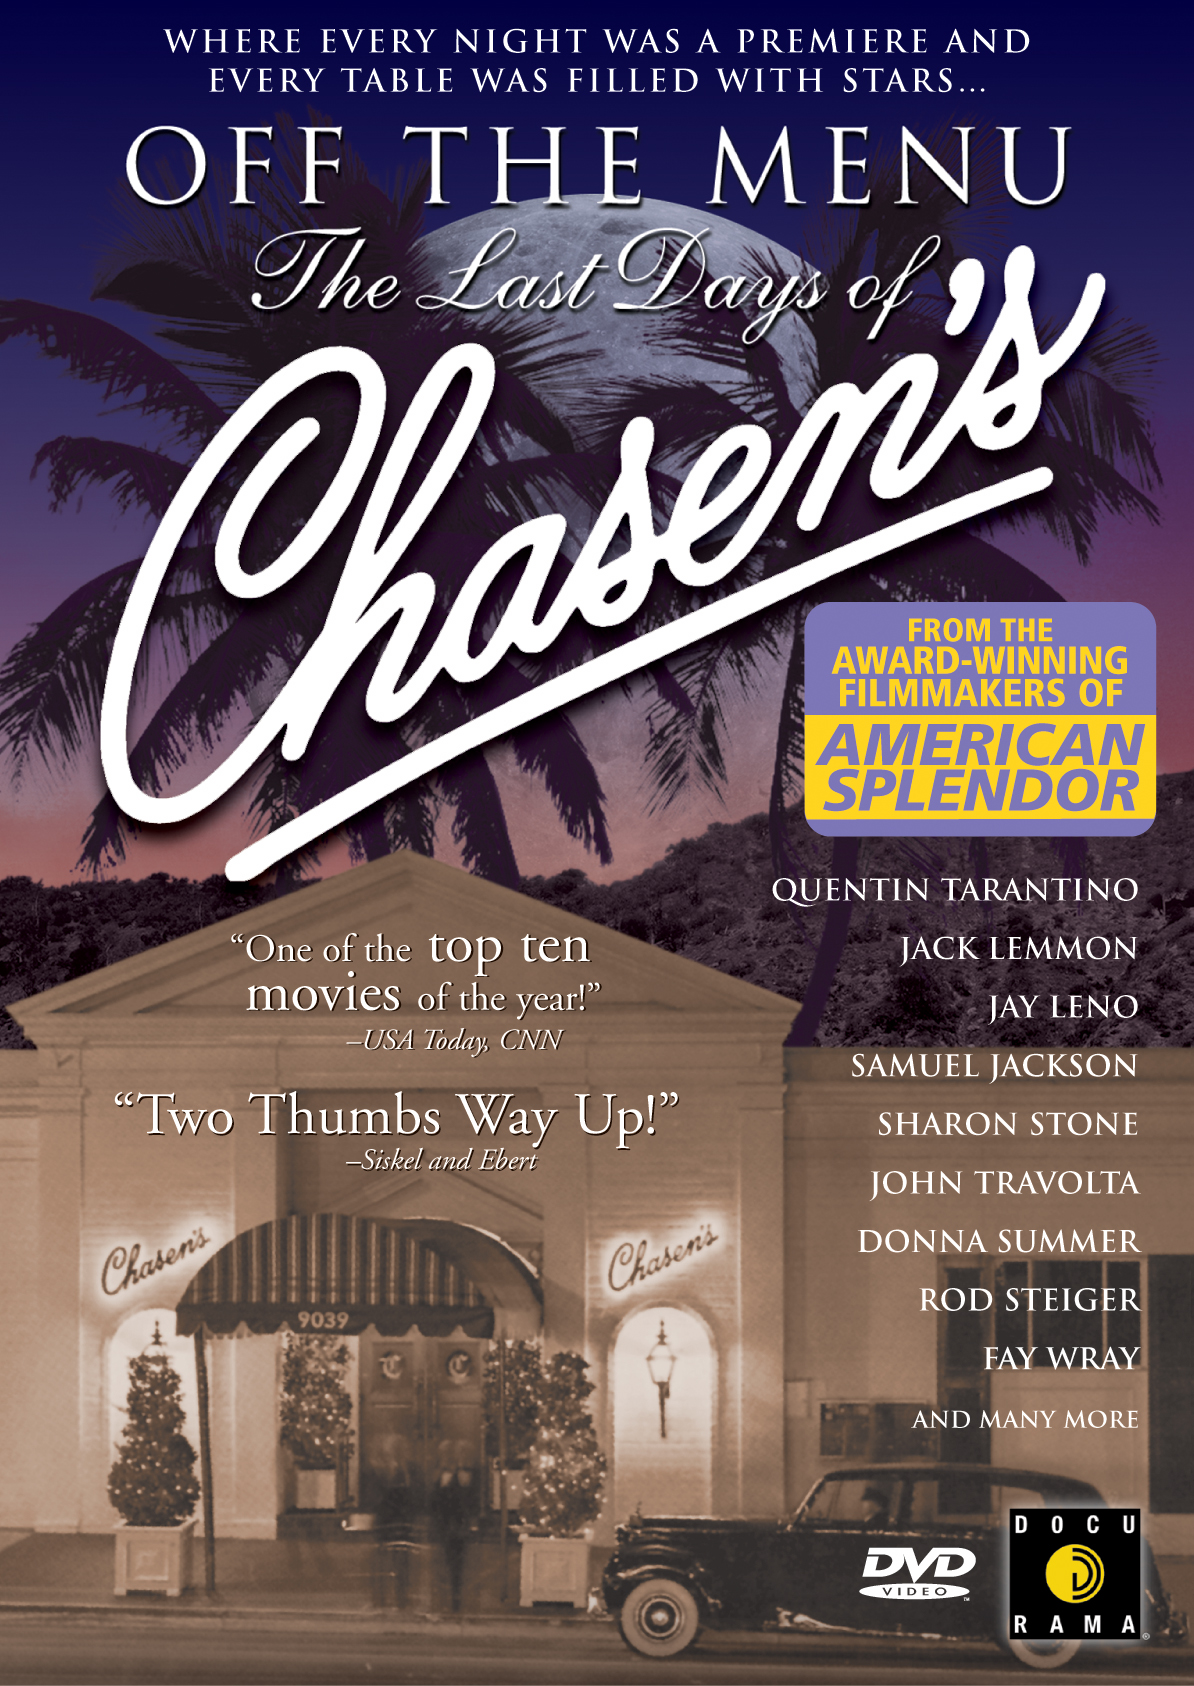 WHERE EVERY NIGHT WAS A PREMIERE AND
EVERY TABLE WAS FILLED WITH STARS...
OFF THE MENU
The Last Days of
Chasen's
FROM THE
AWARD-WINNING
FILMMAKERS OF
AMERICAN
SPLENDOR
QUENTIN TARANTINO
JACK LEMMON
JAY LENO
SAMUEL JACKSON
SHARON STONE
JOHN TRAVOLTA
DONNA SUMMER
ROD STEIGER
FAY WRAY
AND MANY MORE
“One of the top ten
movies of the year!”
–USA Today, CNN
“Two Thumbs Way Up!”
–Siskel and Ebert
Chasen's
Chasen's
9039
C C
DVD
VIDEO
™
DOCU
RAMA
®